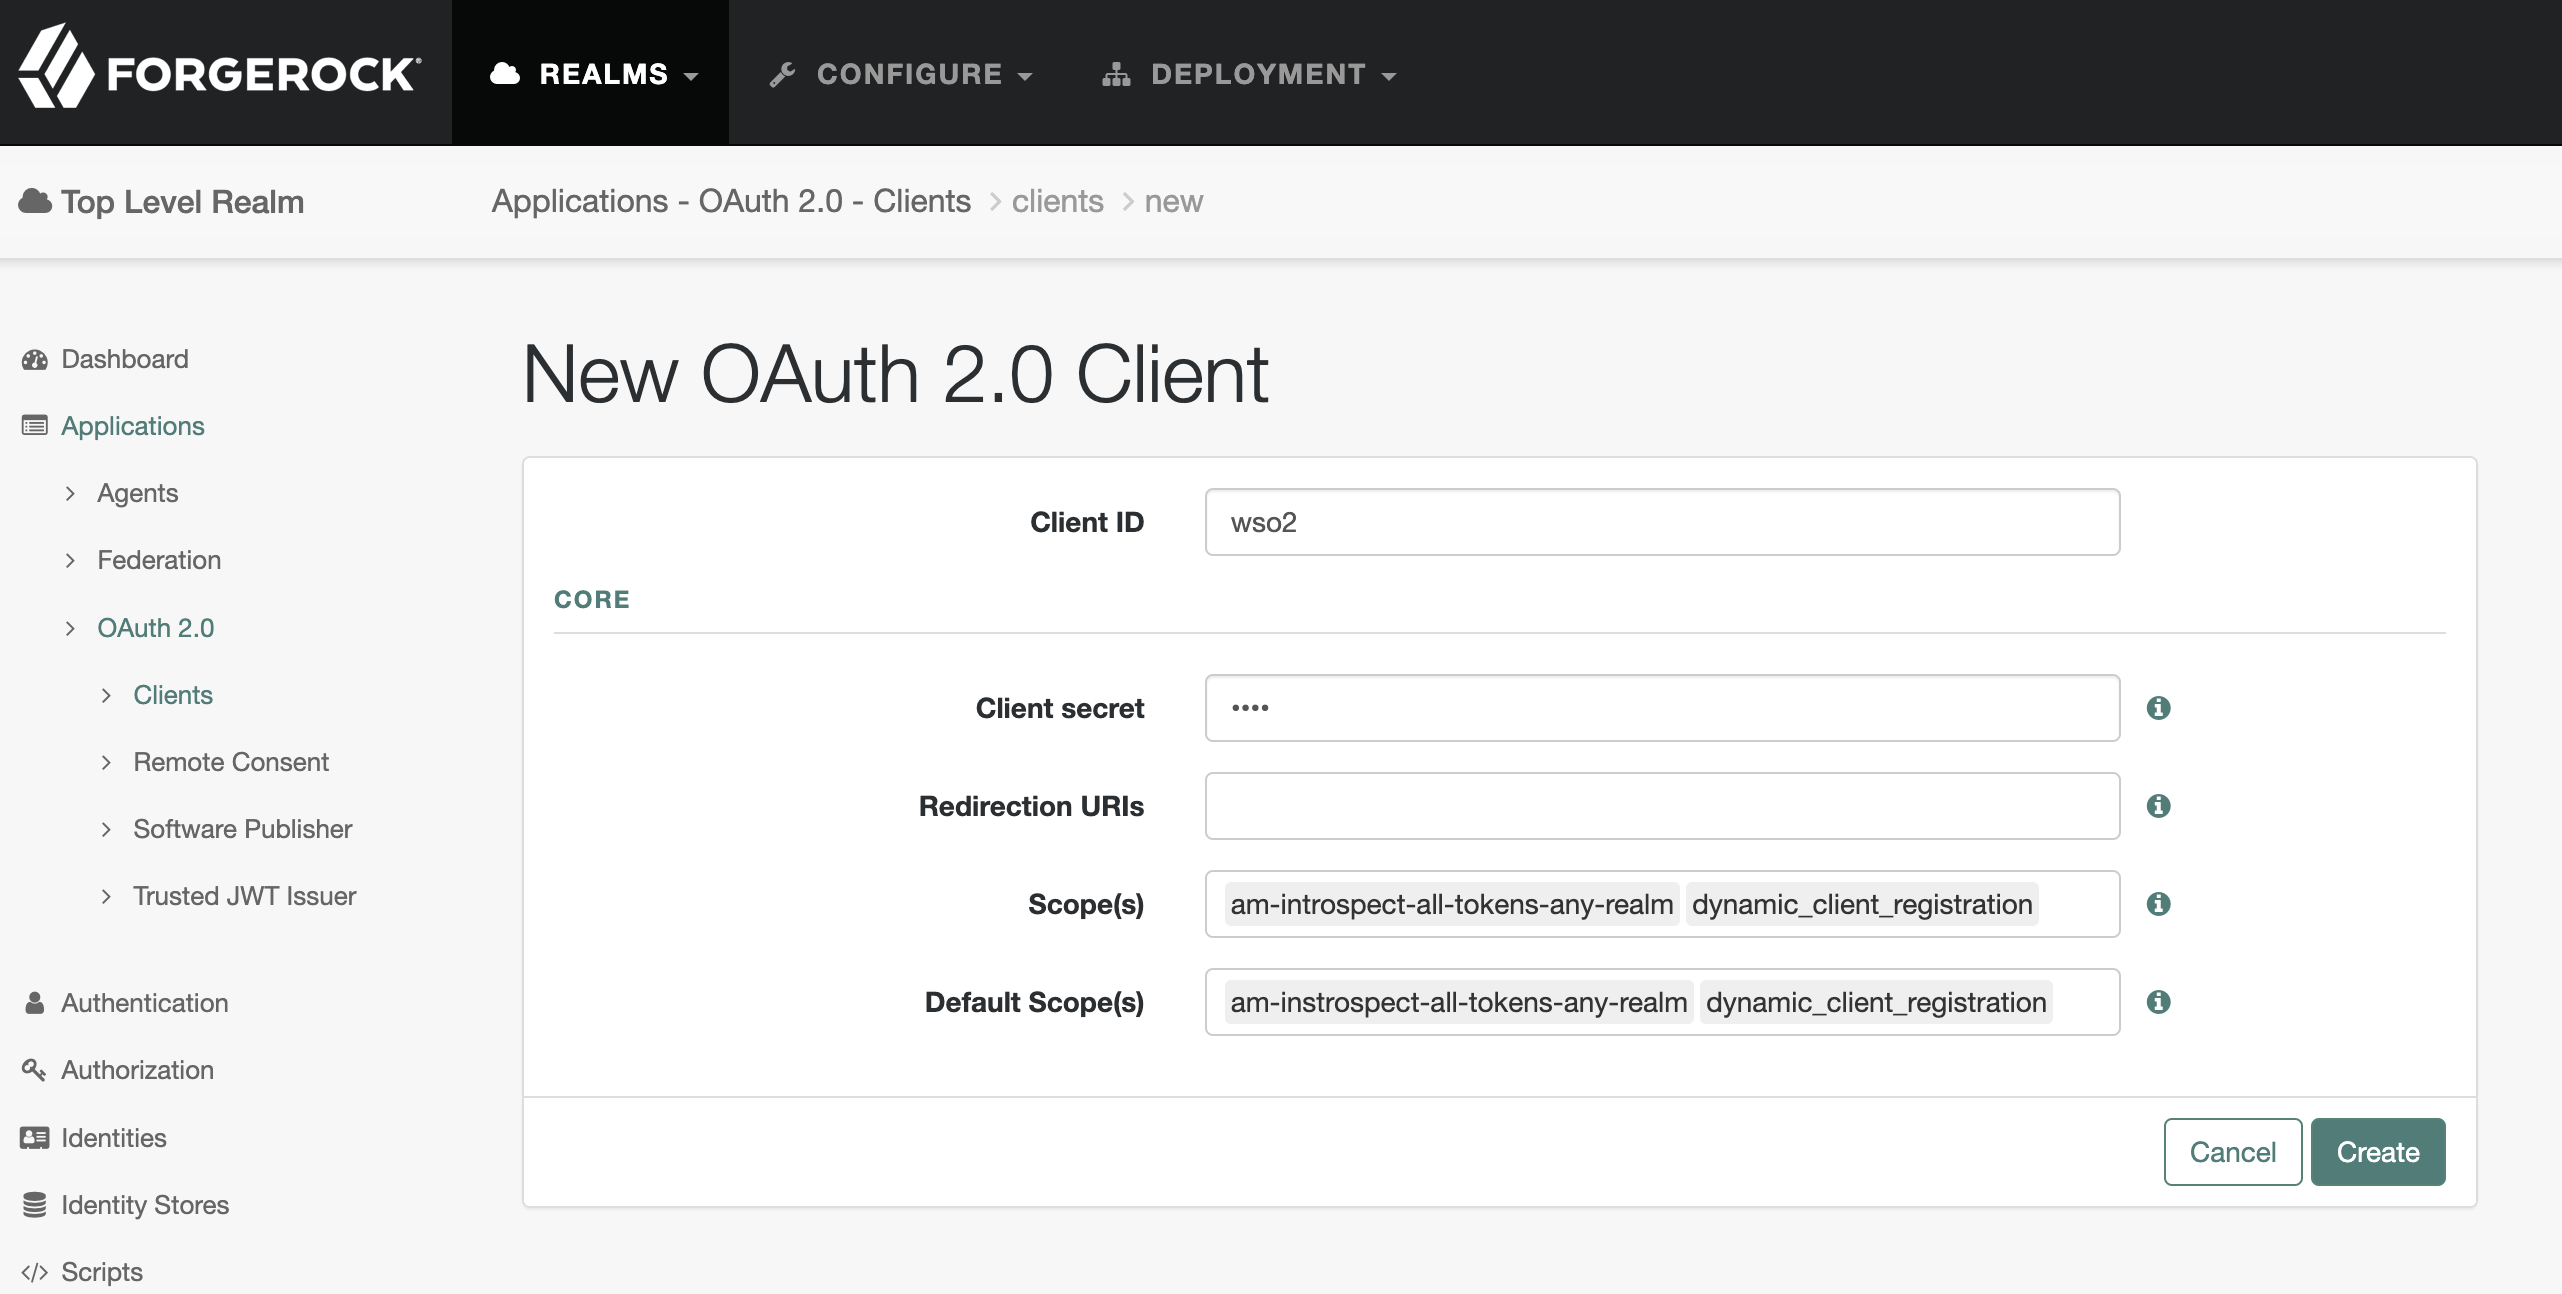 FORGEROCK REALMS CONFIGURE DEPLOYMENT
Top Level Realm
Applications - OAuth 2.0 - Clients > clients > new
Dashboard
Applications
Agents
Federation
OAuth 2.0
Clients
Remote Consent
Software Publisher
Trusted JWT Issuer
Authentication
Authorization
Identities
Identity Stores
Scripts
New OAuth 2.0 Client
Client ID wso2
CORE
Client secret ••••
Redirection URIs
Scope(s) am-introspect-all-tokens-any-realm dynamic_client_registration
Default Scope(s) am-instrospect-all-tokens-any-realm dynamic_client_registration
Cancel Create